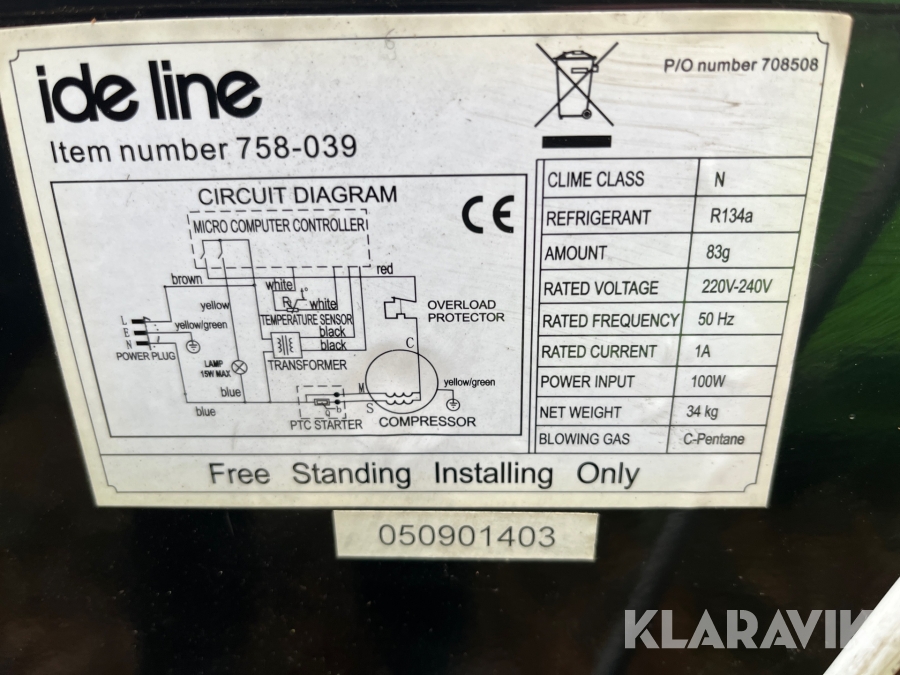 ide line
Item number 758-039
P/O number 708508
CIRCUIT DIAGRAM
MICRO COMPUTER CONTROLLER
brown
red
white
yellow
R
white
OVERLOAD
PROTECTOR
L
yellow/green
TEMPERATURE SENSOR
E
black
N
black
C
POWER PLUG
TRANSFORMER
LAMP
15W MAX
yellow/green
blue
M
S
blue
PTC STARTER
COMPRESSOR
CE
CLIME CLASS N
REFRIGERANT R134a
AMOUNT 83g
RATED VOLTAGE 220V-240V
RATED FREQUENCY 50 Hz
RATED CURRENT 1A
POWER INPUT 100W
NET WEIGHT 34 kg
BLOWING GAS C-Pentane
Free Standing Installing Only
050901403
KLARAVIK